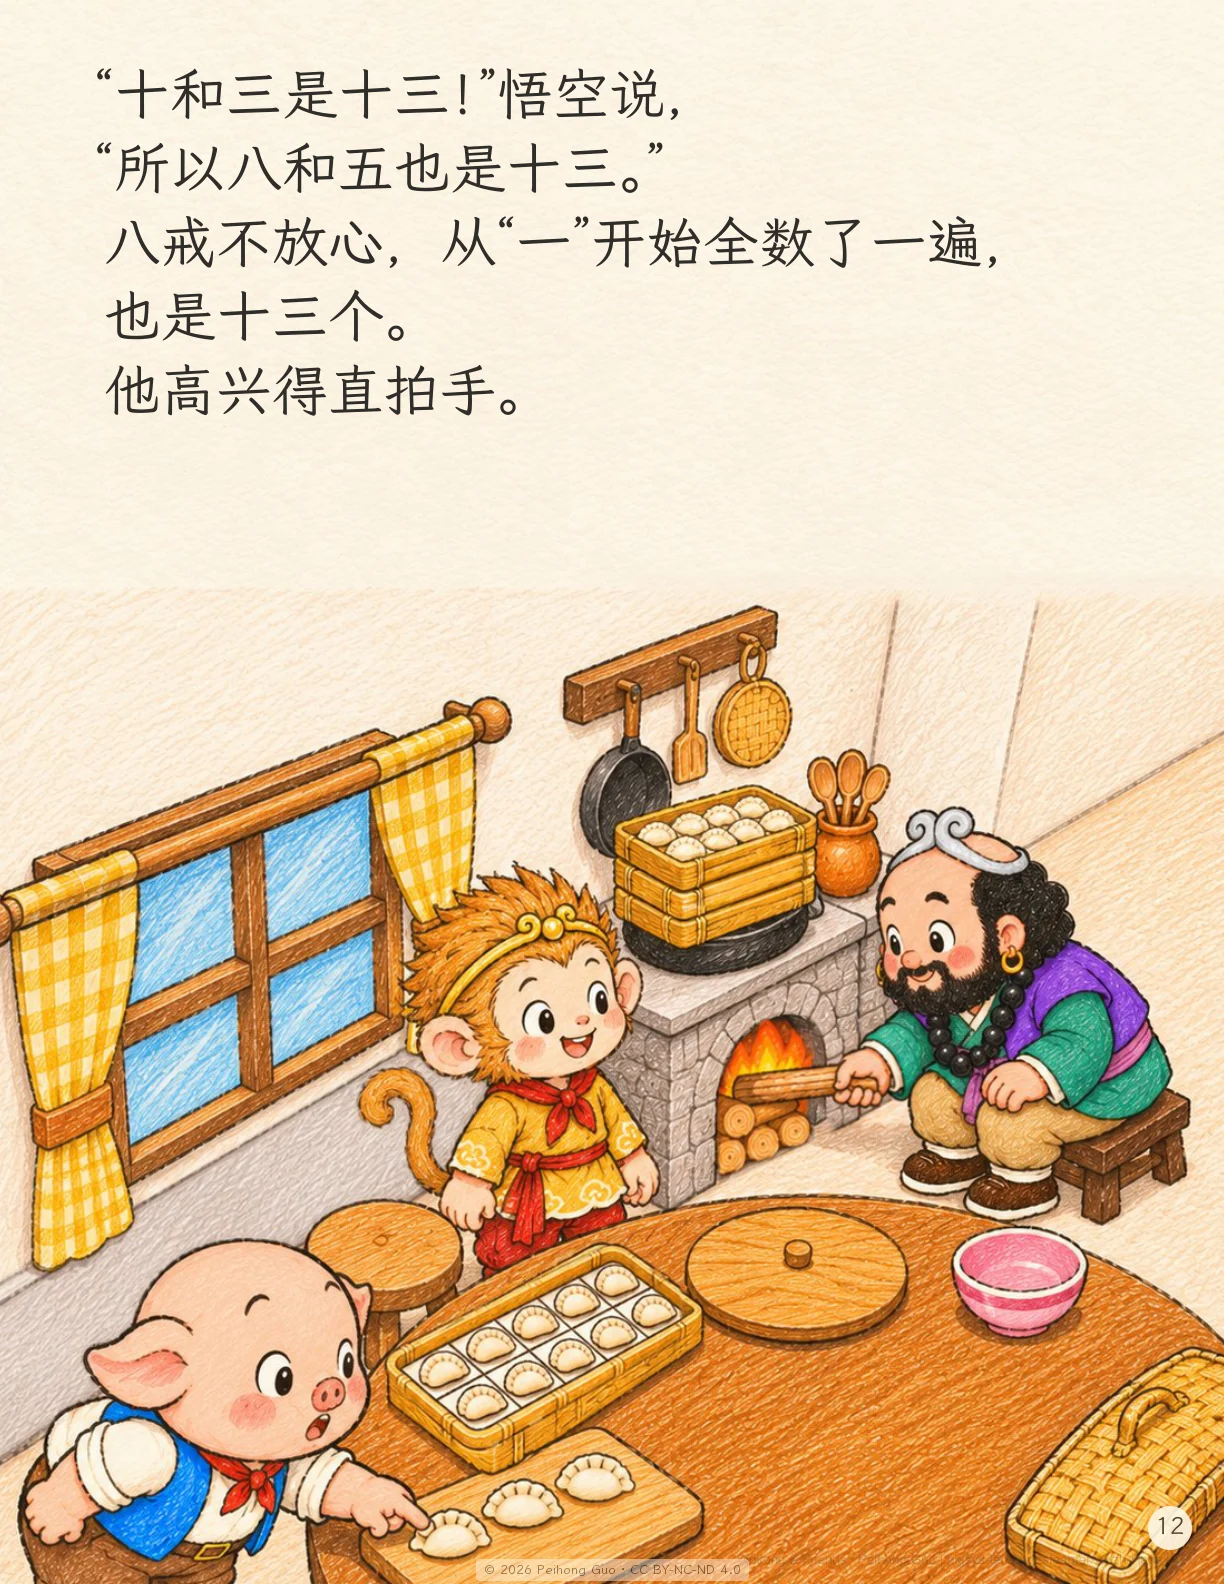 “十和三是十三！”悟空说，
“所以八和五也是十三。”
八戒不放心，从“一”开始全数了一遍，
也是十三个。
他高兴得直拍手。
12
© 2026 Peihong Guo · CC BY-NC-ND 4.0